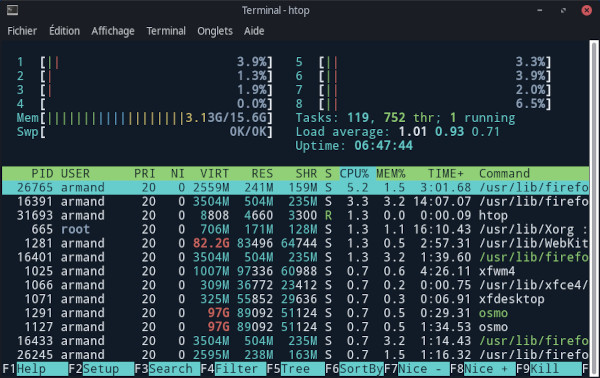 Terminal - htop
Fichier Édition Affichage Terminal Onglets Aide
1 [|| 3.9%] 5 [|| 3.3%]
2 [| 1.3%] 6 [|| 3.9%]
3 [| 1.9%] 7 [|| 2.0%]
4 [ 0.0%] 8 [|| 6.5%]
Mem[||||||||||||||||||||3.13G/15.6G] Tasks: 119, 752 thr; 1 running
Swp[ 0K/0K] Load average: 1.01 0.93 0.71
Uptime: 06:47:44
PID USER PRI NI VIRT RES SHR S CPU% MEM% TIME+ Command
26765 armand 20 0 2559M 241M 159M S 5.2 1.5 3:01.68 /usr/lib/firefo
16391 armand 20 0 3504M 504M 235M S 3.3 3.2 14:07.07 /usr/lib/firefo
31693 armand 20 0 8808 4660 3300 R 1.3 0.0 0:00.09 htop
665 root 20 0 706M 171M 128M S 1.3 1.1 16:10.43 /usr/lib/Xorg :
1281 armand 20 0 82.2G 83496 64744 S 1.3 0.5 2:57.31 /usr/lib/WebKit
16401 armand 20 0 3504M 504M 235M S 1.3 3.2 1:39.60 /usr/lib/firefo
1025 armand 20 0 1007M 97336 60988 S 0.7 0.6 4:26.11 xfwm4
1066 armand 20 0 309M 36772 23412 S 0.7 0.2 0:00.75 /usr/lib/xfce4/
1071 armand 20 0 325M 55852 29636 S 0.7 0.3 0:06.91 xfdesktop
1291 armand 20 0 97G 89092 51124 S 0.7 0.5 0:29.31 osmo
1127 armand 20 0 97G 89092 51124 S 0.7 0.5 1:34.53 osmo
16433 armand 20 0 3504M 504M 235M S 0.7 3.2 1:14.43 /usr/lib/firefo
26245 armand 20 0 2595M 238M 163M S 0.7 1.5 1:16.32 /usr/lib/firefo
F1Help F2Setup F3Search F4Filter F5Tree F6SortBy F7Nice - F8Nice + F9Kill F